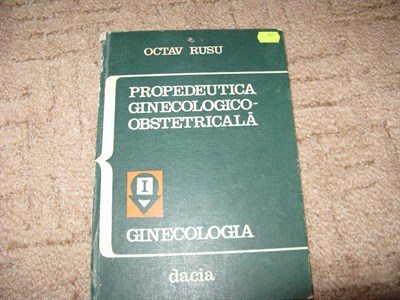 OCTAV RUSU
PROPEDEUTICA
GINECOLOGICO-
OBSTETRICALĂ
I
GINECOLOGIA
dacia